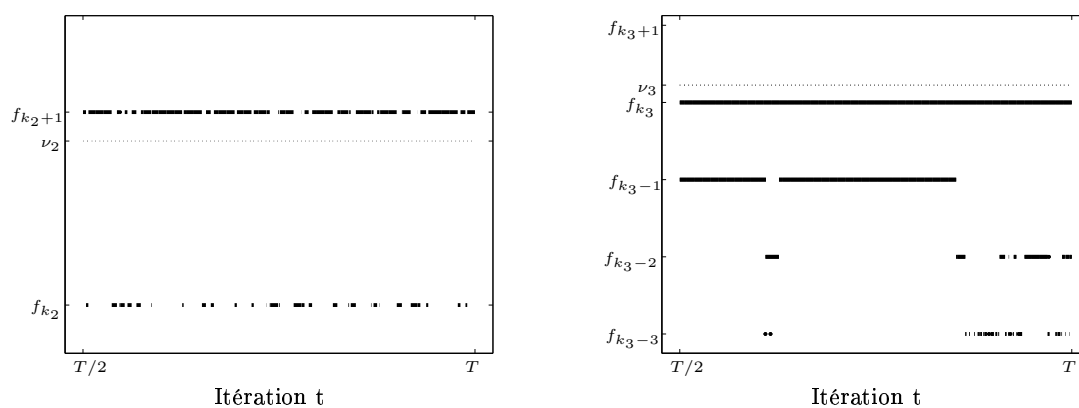 f_{k_2+1}
ν_2
f_{k_2}
T/2
T
Itération t
f_{k_3+1}
ν_3
f_{k_3}
f_{k_3−1}
f_{k_3−2}
f_{k_3−3}
T/2
T
Itération t